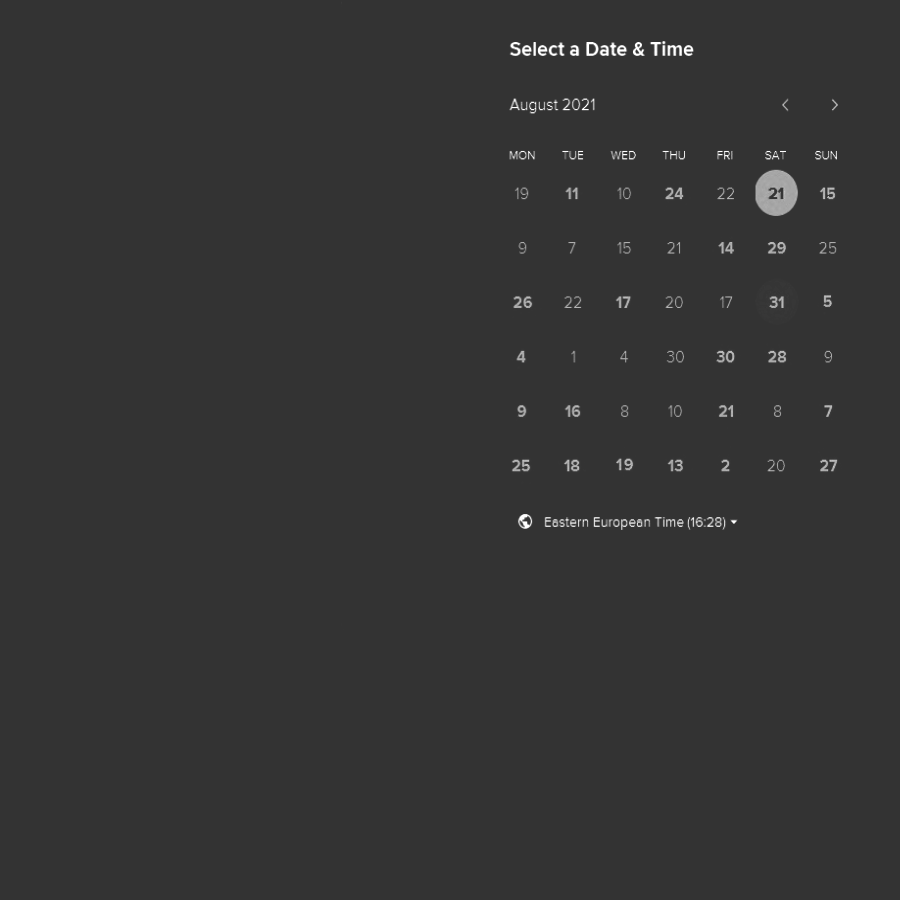 Select a Date & Time
August 2021
MON TUE WED THU FRI SAT SUN
19 11 10 24 22 21 15
9 7 15 21 14 29 25
26 22 17 20 17 31 5
4 1 4 30 30 28 9
9 16 8 10 21 8 7
25 18 19 13 2 20 27
Eastern European Time (16:28)